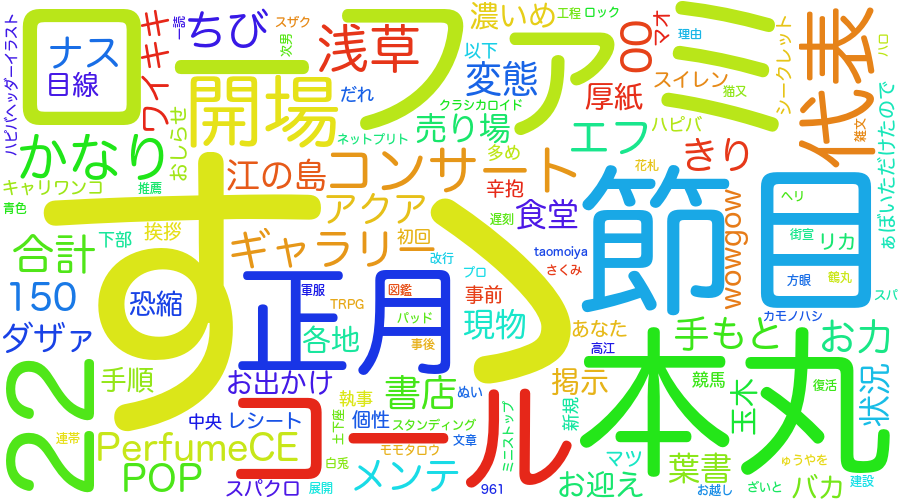 すゝ
ロ
ファミ
節目
本丸
代表
正月
コール
22
開場
コンサート
ギャラリー
浅草
かなり
合計
150
ダザァ
ちび
ナス
目線
ワイキキ
濃いめ
変態
厚紙
00
マオ
スイレン
シークレット
売り場
エフ
ハピバ
きり
食堂
江の島
アクア
PerfumeCE
POP
手順
お出かけ
書店
各地
現物
手もと
おカ
wowgow
状況
玉木
葉書
お迎え
バカ
メンテ
掲示
恐縮
挨拶
下部
キャリワンコ
青色
推薦
おしらせ
ハピバヘッダーイラスト
一読
スザク
次男
だれ
以下
工程
ロック
理由
猫又
クラシカロイド
ネットプリト
多め
辛抱
花札
遅刻
初回
改行
taomoiya
さくみ
プロ
事前
軍服
TRPG
図鑑
パッド
事後
あなた
高江
執事
個性
ぬい
レシート
中央
土下座
スタンディング
文章
モモタロウ
白兎
スパクロ
展開
961
ミニストップ
新規
マツ
お越し
ざいと
ゅうやを
建設
復活
競馬
カモノハシ
方眼
鶴丸
リカ
街宣
ヘリ
スパ
ぁぽいただけたので
雑文
ハロ
連帯